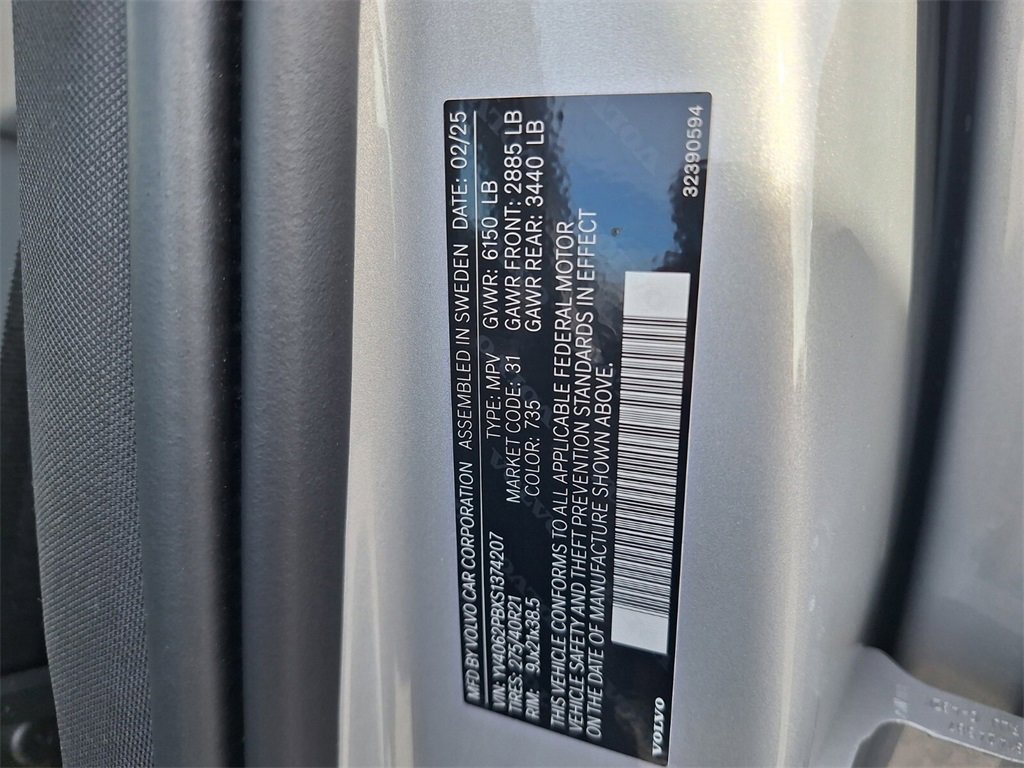 MFD BY VOLVO CAR CORPORATION ASSEMBLED IN SWEDEN DATE: 02/25
VIN: YV4062PBXS1374207 TYPE: MPV GVWR: 6150 LB
TIRES: 275740R21 MARKET CODE: 31 GAWR FRONT: 2885 LB
RIM: 9Jx21x38.5 COLOR: 735 GAWR REAR: 3440 LB
THIS VEHICLE CONFORMS TO ALL APPLICABLE FEDERAL MOTOR
VEHICLE SAFETY AND THEFT PREVENTION STANDARDS IN EFFECT
ON THE DATE OF MANUFACTURE SHOWN ABOVE.
VOLVO 32390594